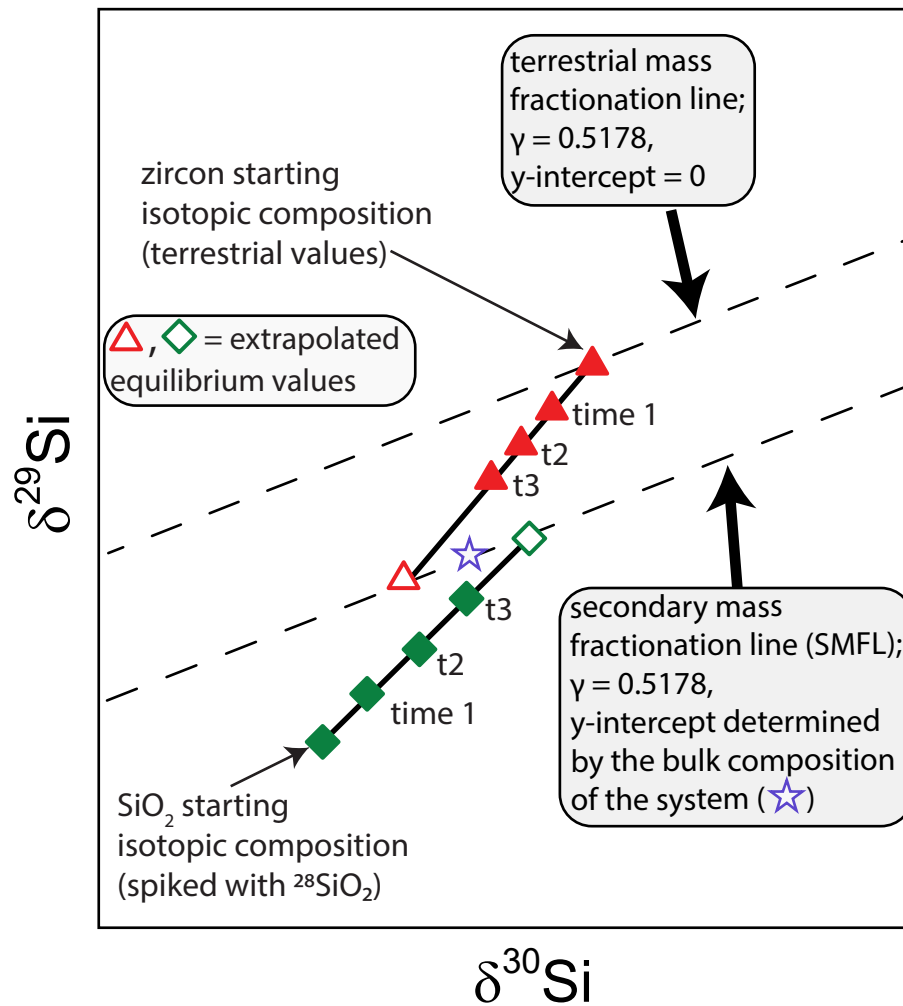 terrestrial mass
fractionation line;
γ = 0.5178,
y-intercept = 0
zircon starting
isotopic composition
(terrestrial values)
, = extrapolated
equilibrium values
time 1
t2
t3
t3
t2
time 1
SiO₂ starting
isotopic composition
(spiked with ²⁸SiO₂)
secondary mass
fractionation line (SMFL);
γ = 0.5178,
y-intercept determined
by the bulk composition
of the system ( )
δ²⁹Si
δ³⁰Si